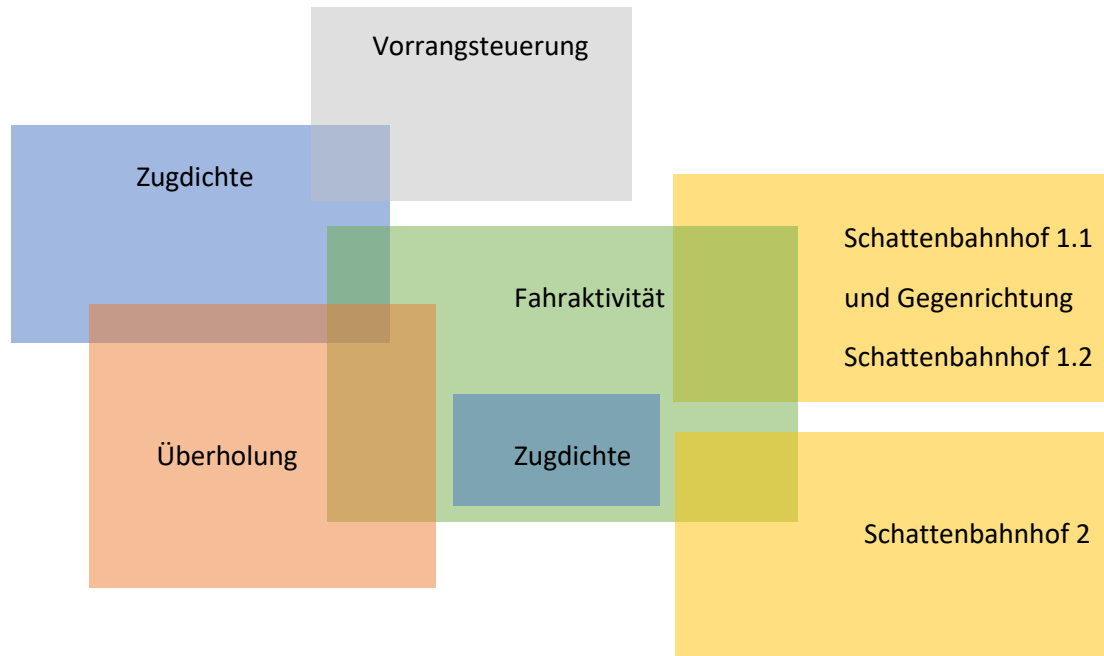 Vorrangsteuerung
Zugdichte
Schattenbahnhof 1.1
und Gegenrichtung
Schattenbahnhof 1.2
Fahraktivität
Überholung
Zugdichte
Schattenbahnhof 2